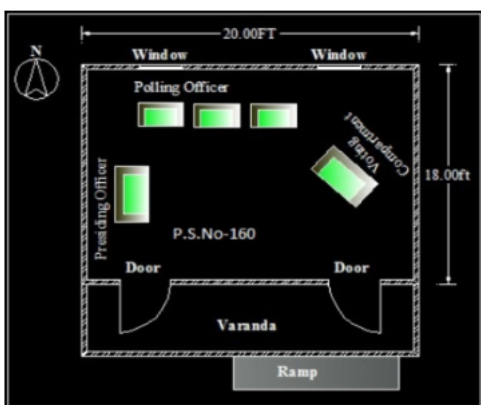 20.00FT
N
Window
Window
Polling Officer
Voting
Compartment
18.00ft
Presiding Officer
P.S.No-160
Door
Door
Varanda
Ramp